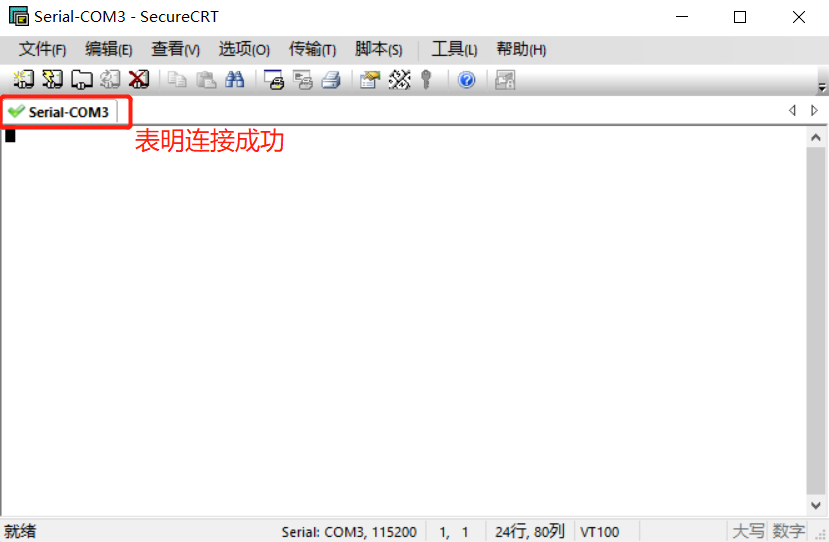 Serial-COM3 - SecureCRT
文件(F) 编辑(E) 查看(V) 选项(O) 传输(T) 脚本(S) 工具(L) 帮助(H)
Serial-COM3
表明连接成功
就绪 Serial: COM3, 115200 1, 1 24行, 80列 VT100 大写 数字